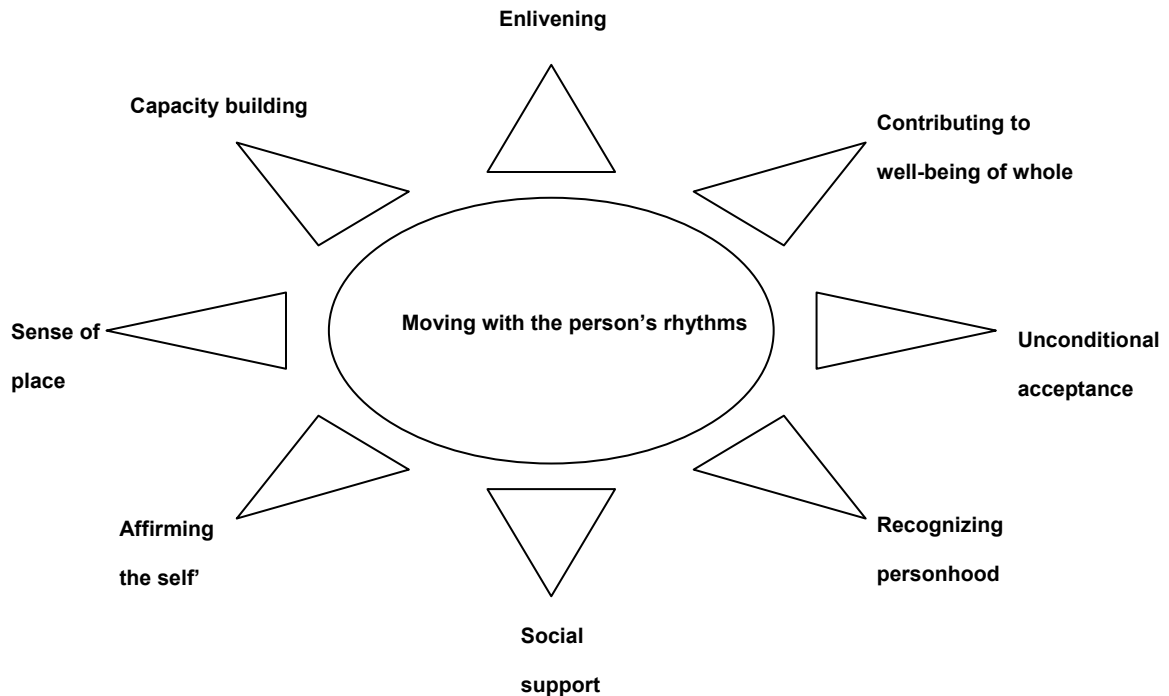 Enlivening
Capacity building
Contributing to
well-being of whole
Sense of
place
Moving with the person’s rhythms
Unconditional
acceptance
Affirming
the self’
Recognizing
personhood
Social
support